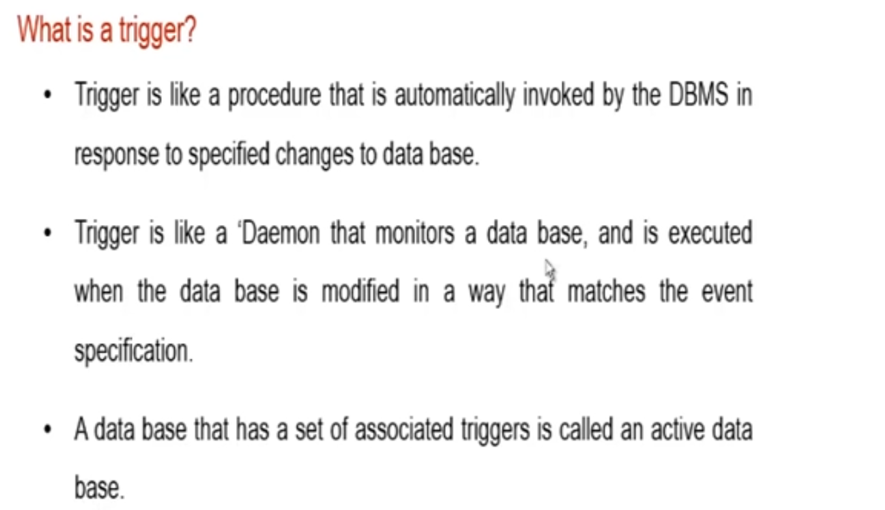 What is a trigger?
• Trigger is like a procedure that is automatically invoked by the DBMS in
response to specified changes to data base.
• Trigger is like a ‘Daemon that monitors a data base, and is executed
when the data base is modified in a way that matches the event
specification.
• A data base that has a set of associated triggers is called an active data
base.